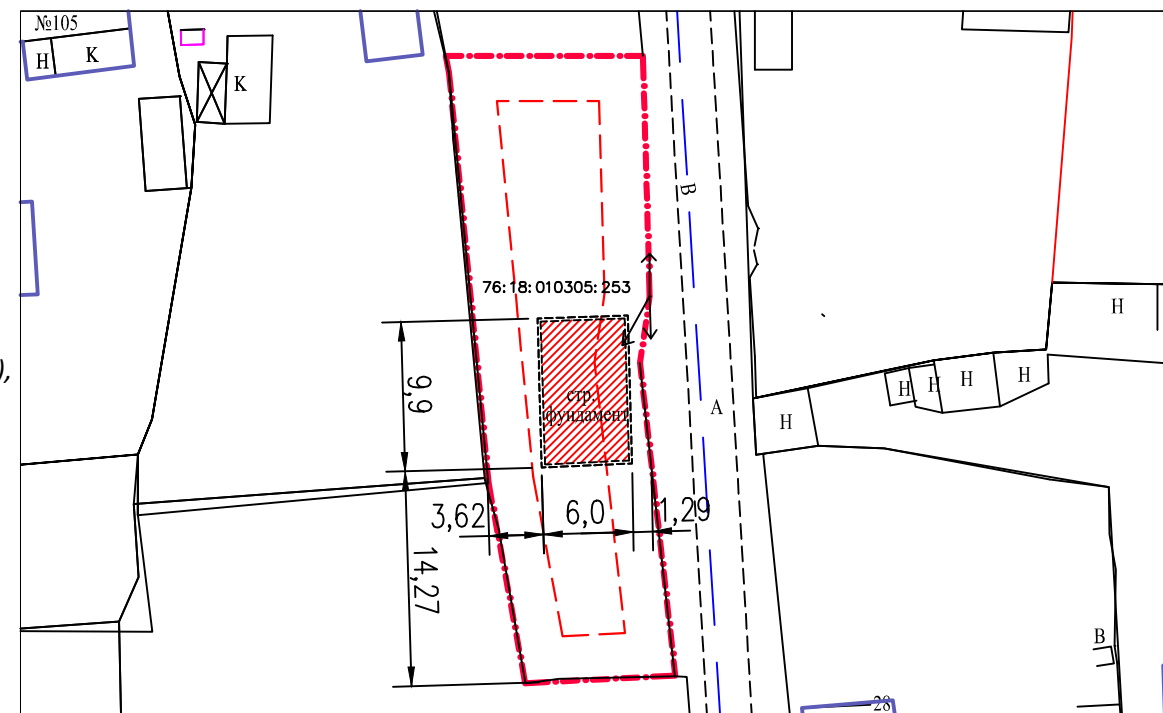 №105
Н
К
К
В
76:18:010305:253
),
9,9
стр.
фундамент
А
Н
Н
Н
Н
Н
Н
3,62
6,0
1,29
14,27
В
28